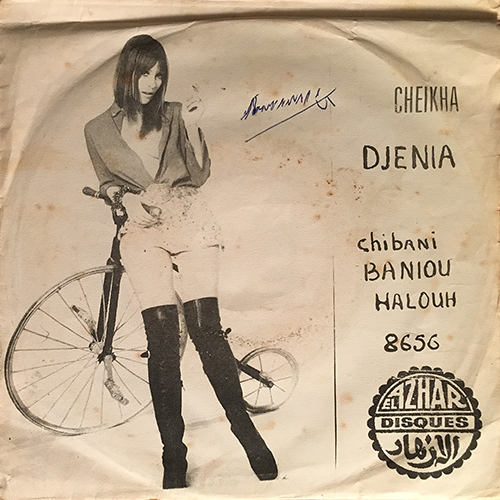 CHEIKHA
DJENIA
chibani
BANIOU
HALOUH
8656
EL AZHAR
DISQUES
الازهار